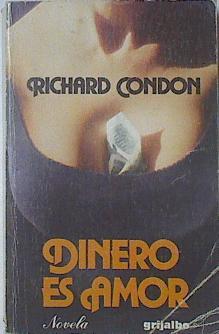 RICHARD CONDON
DINERO
ES AMOR
Novela
grijalbo